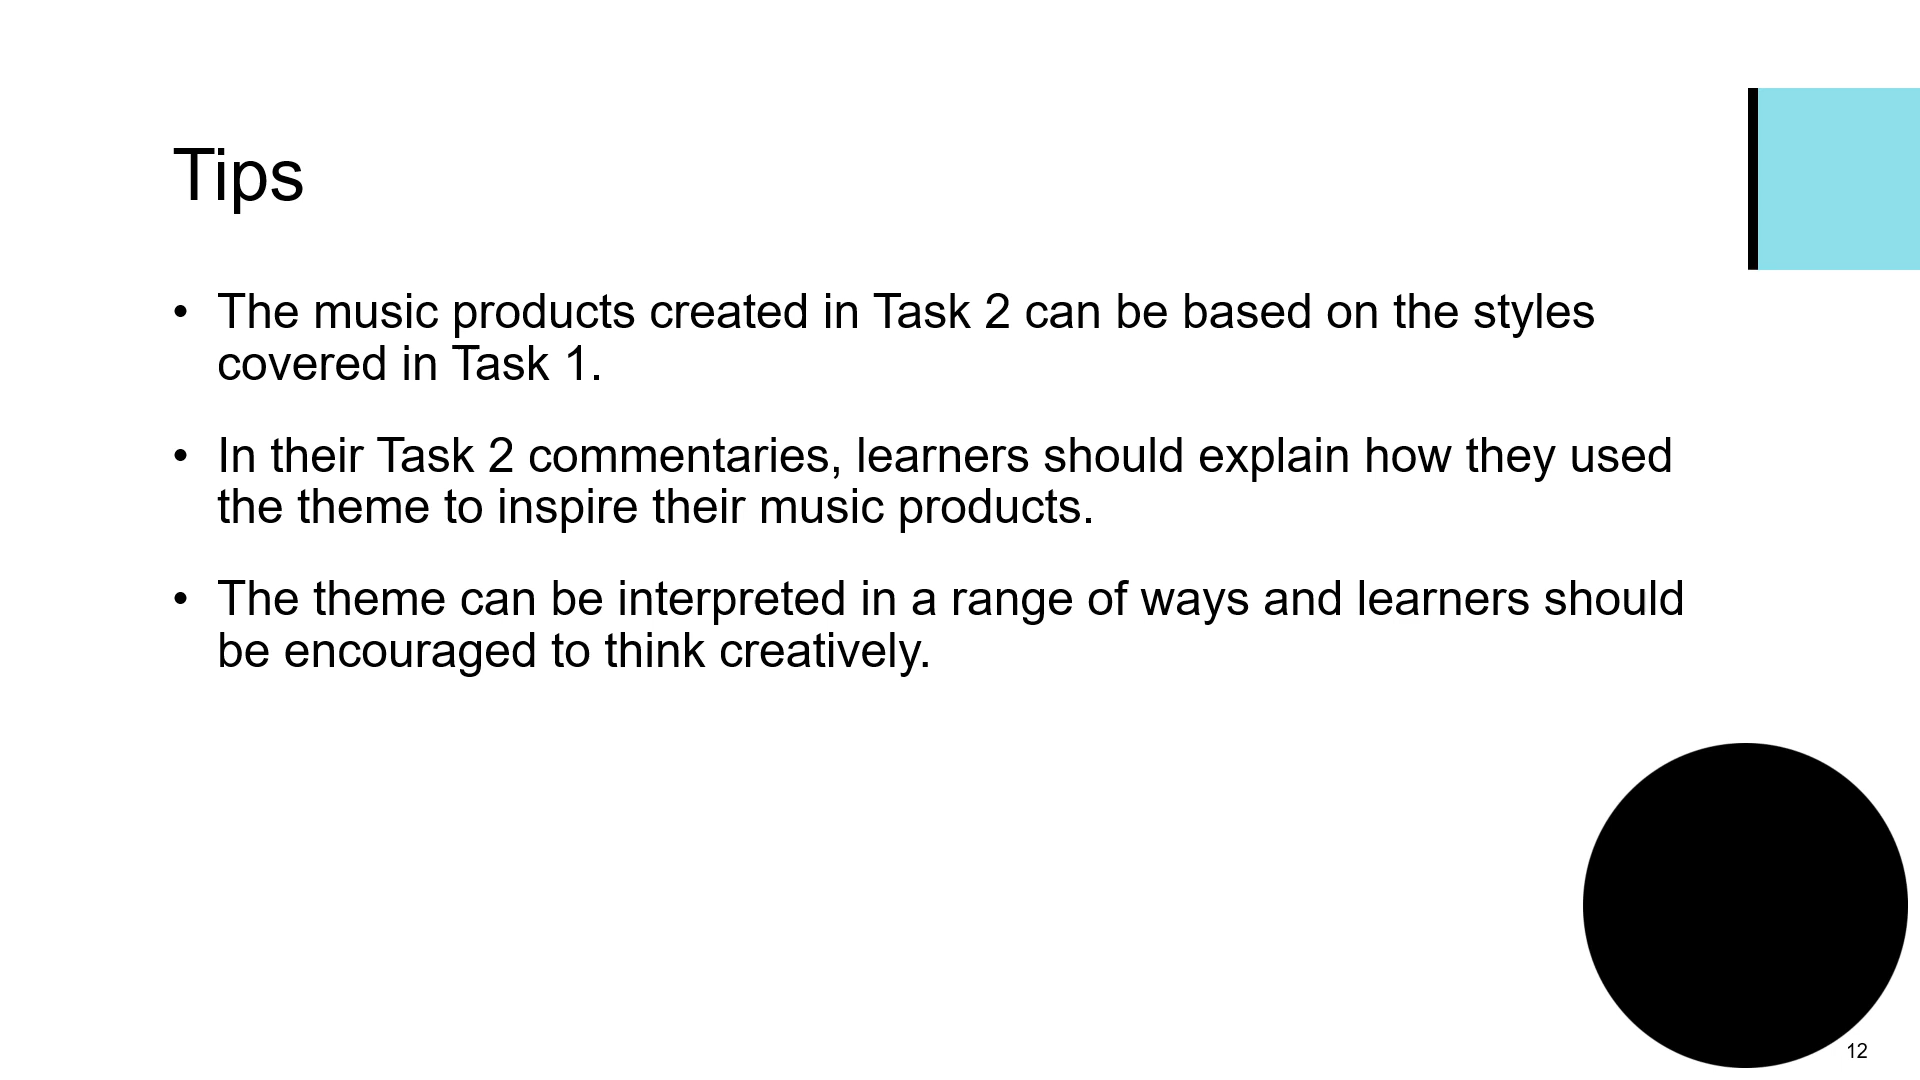 Tips
• The music products created in Task 2 can be based on the styles
covered in Task 1.
• In their Task 2 commentaries, learners should explain how they used
the theme to inspire their music products.
• The theme can be interpreted in a range of ways and learners should
be encouraged to think creatively.
12